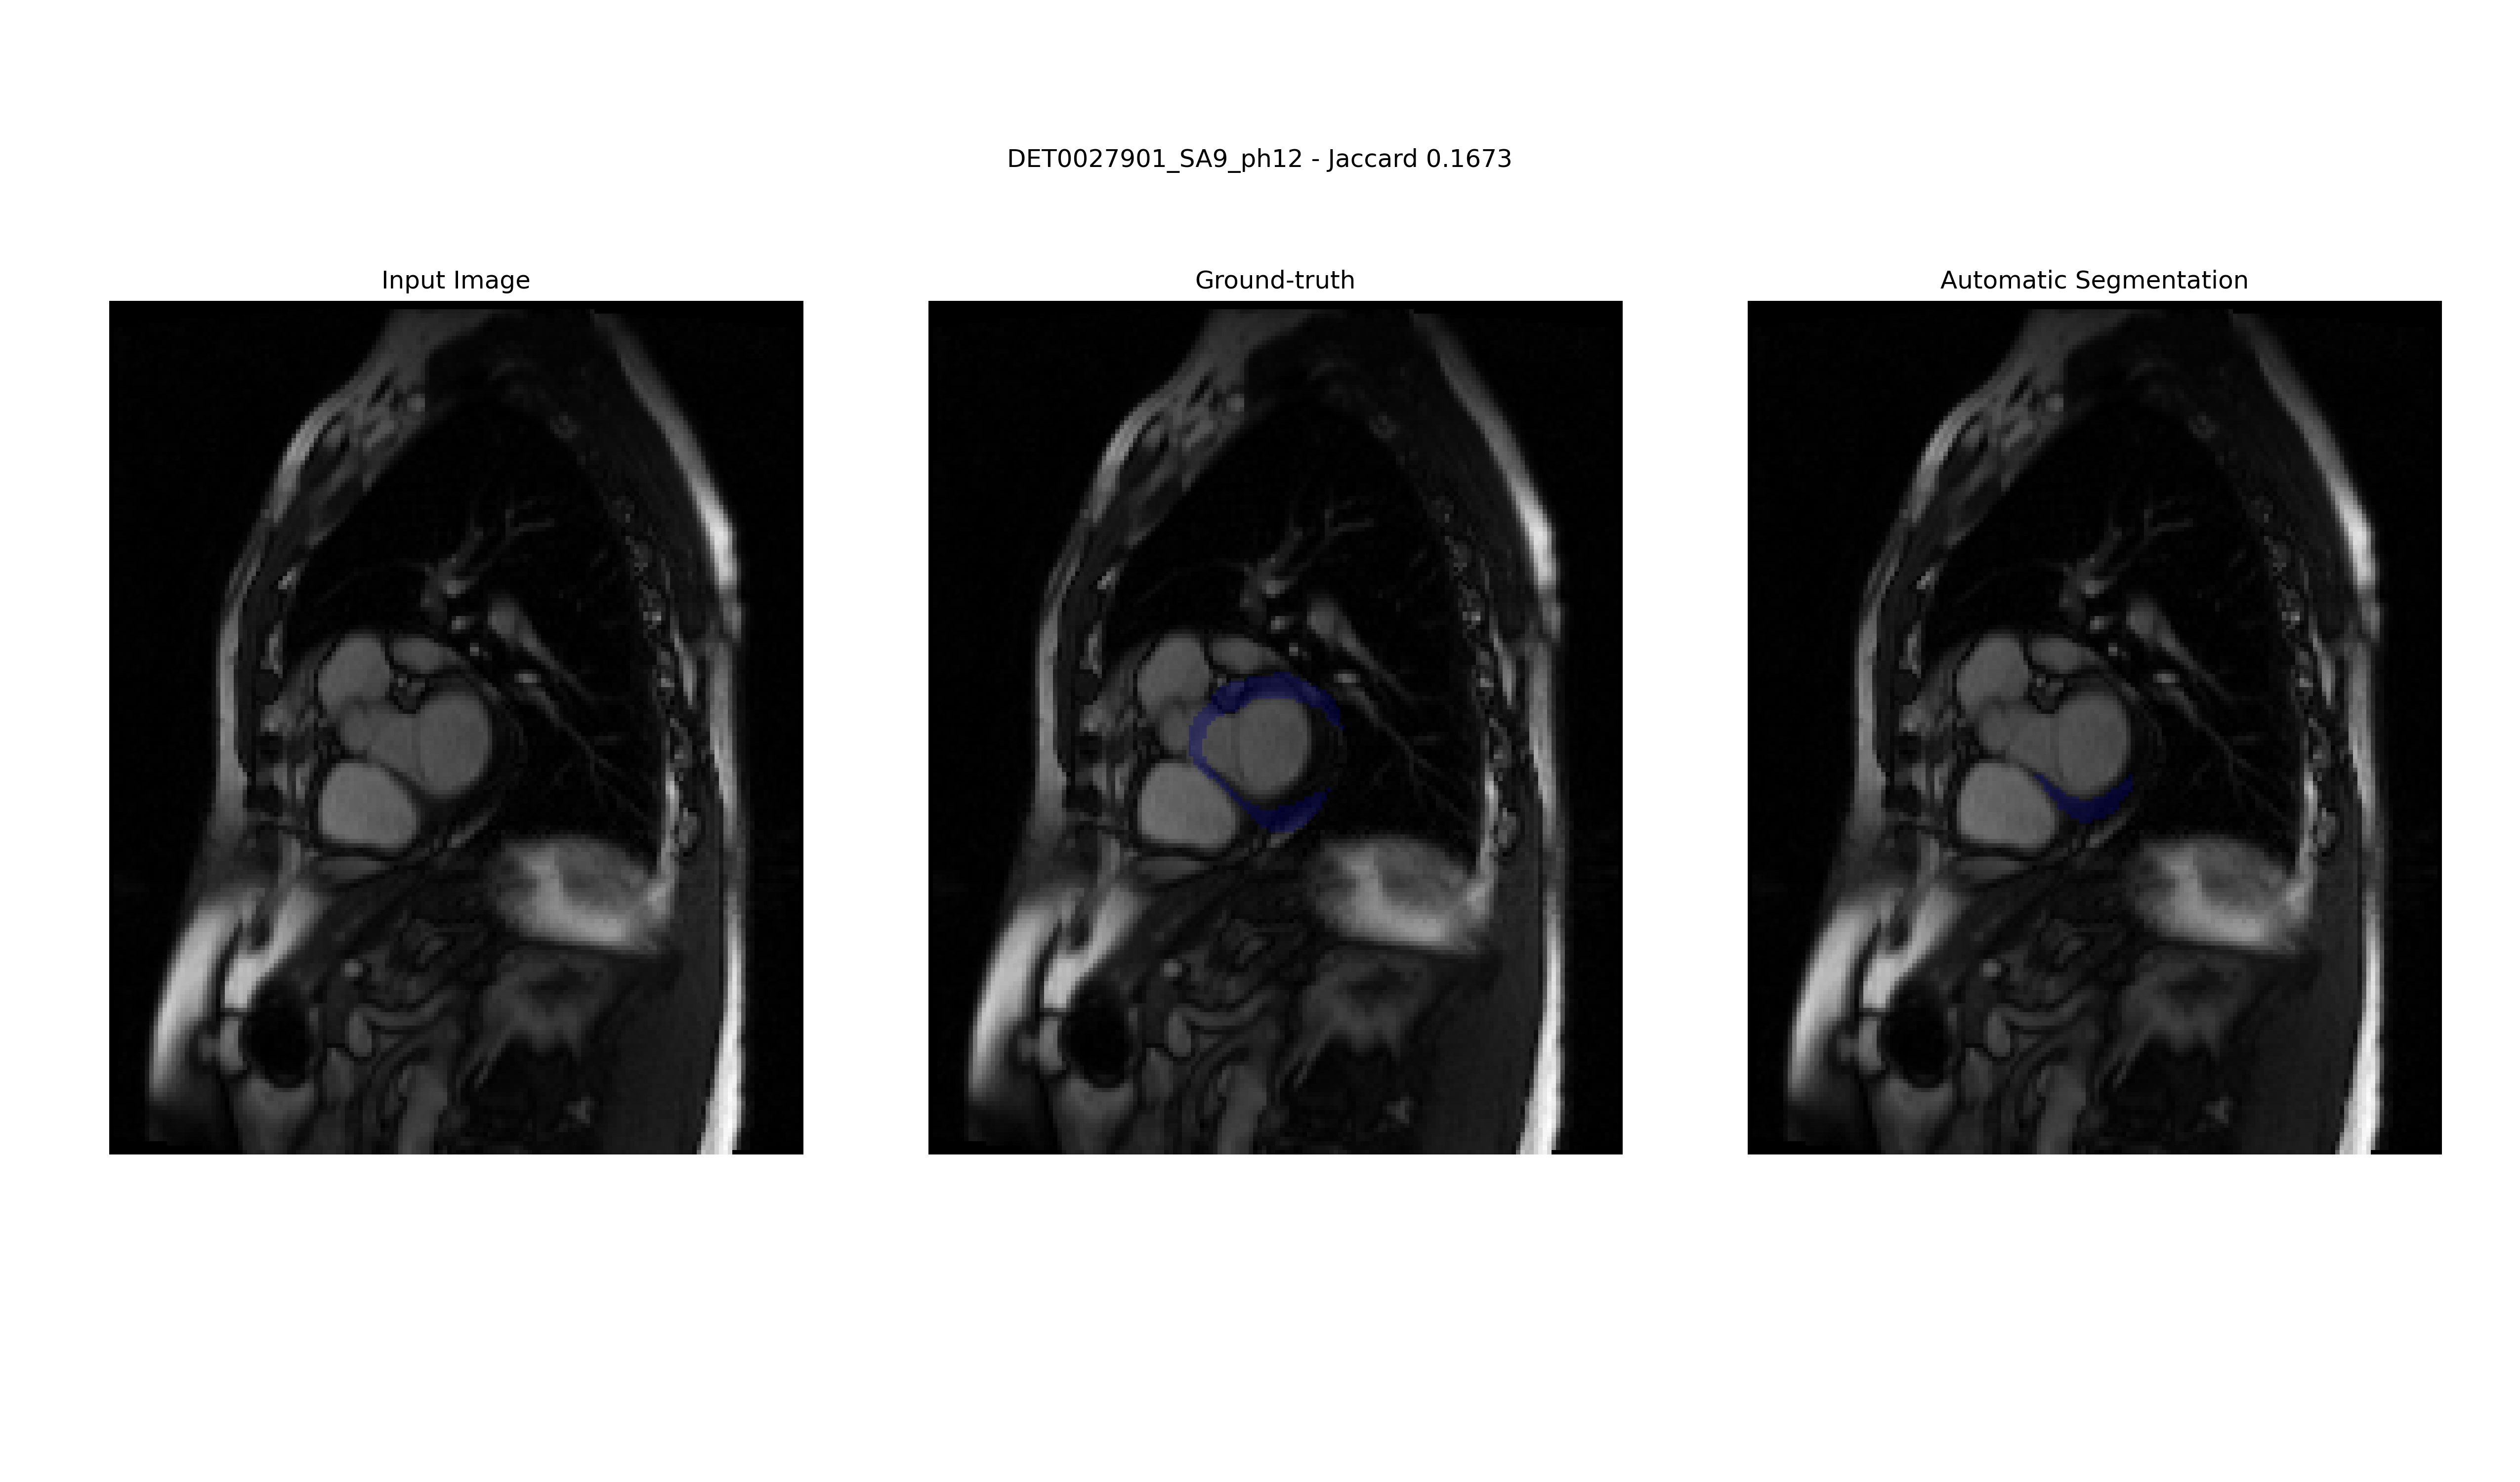 DET0027901_SA9_ph12 - Jaccard 0.1673
Input Image
Ground-truth
Automatic Segmentation